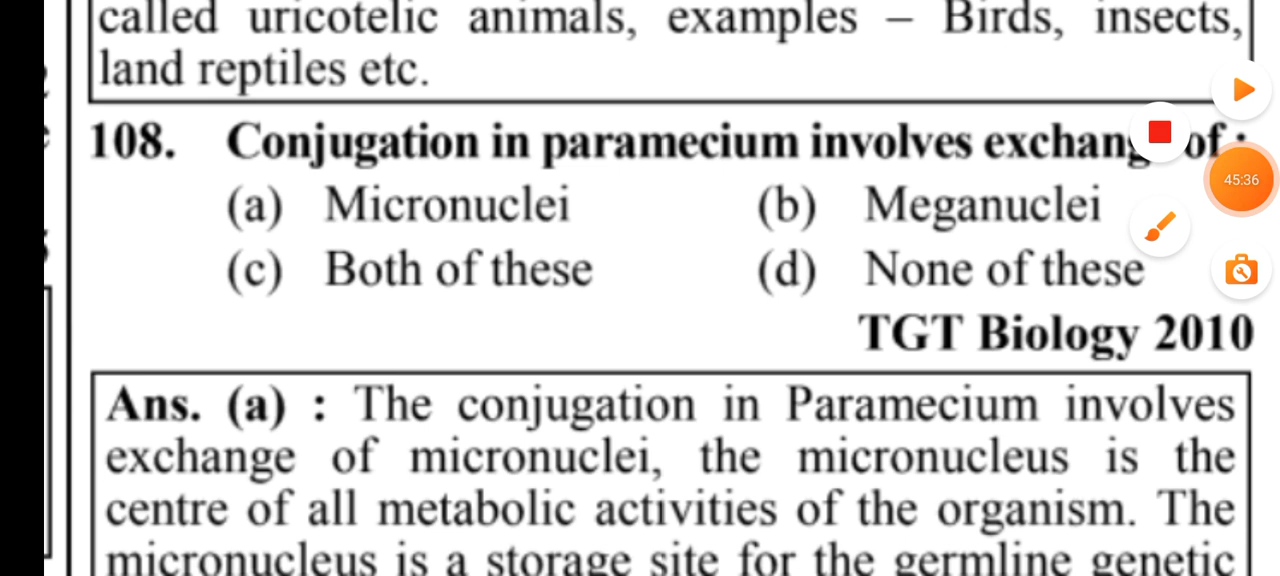 called uricotelic animals, examples – Birds, insects,
land reptiles etc.
108. Conjugation in paramecium involves exchang of :
(a) Micronuclei (b) Meganuclei
(c) Both of these (d) None of these
TGT Biology 2010
Ans. (a) : The conjugation in Paramecium involves
exchange of micronuclei, the micronucleus is the
centre of all metabolic activities of the organism. The
micronucleus is a storage site for the germline genetic
45:36